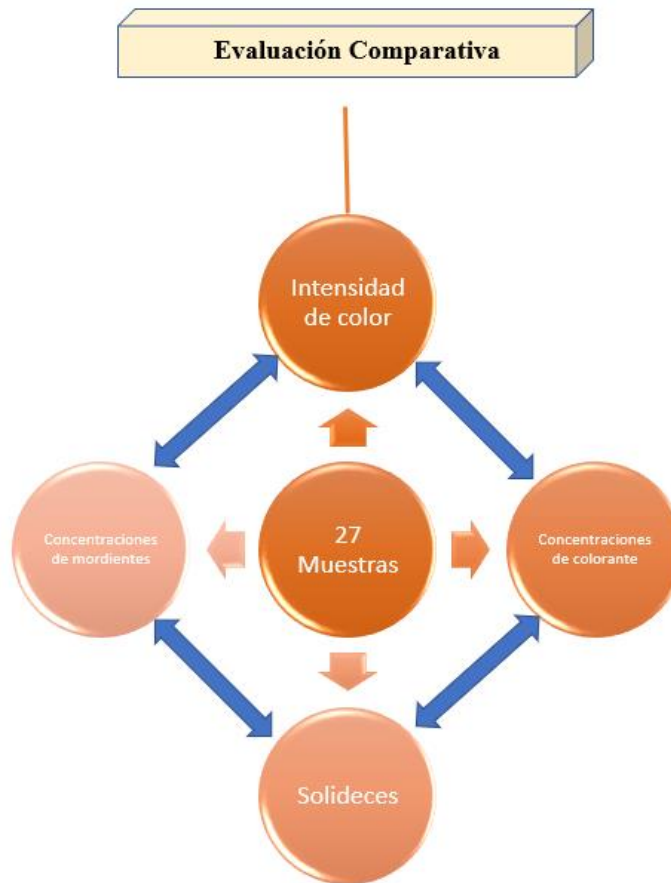 Evaluación Comparativa
Intensidad
de color
Concentraciones
de mordientes
27
Muestras
Concentraciones
de colorante
Solideces